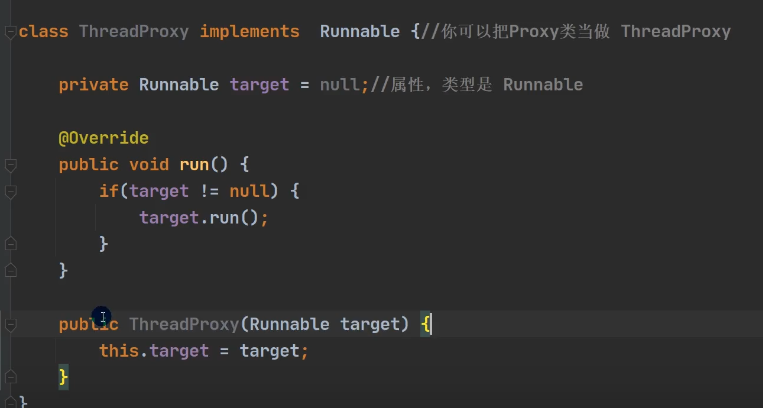 class ThreadProxy implements  Runnable {//你可以把Proxy类当做 ThreadProxy
private Runnable target = null;//属性，类型是 Runnable
@Override
public void run() {
if(target != null) {
target.run();
}
}
public ThreadProxy(Runnable target) {
this.target = target;
}
}